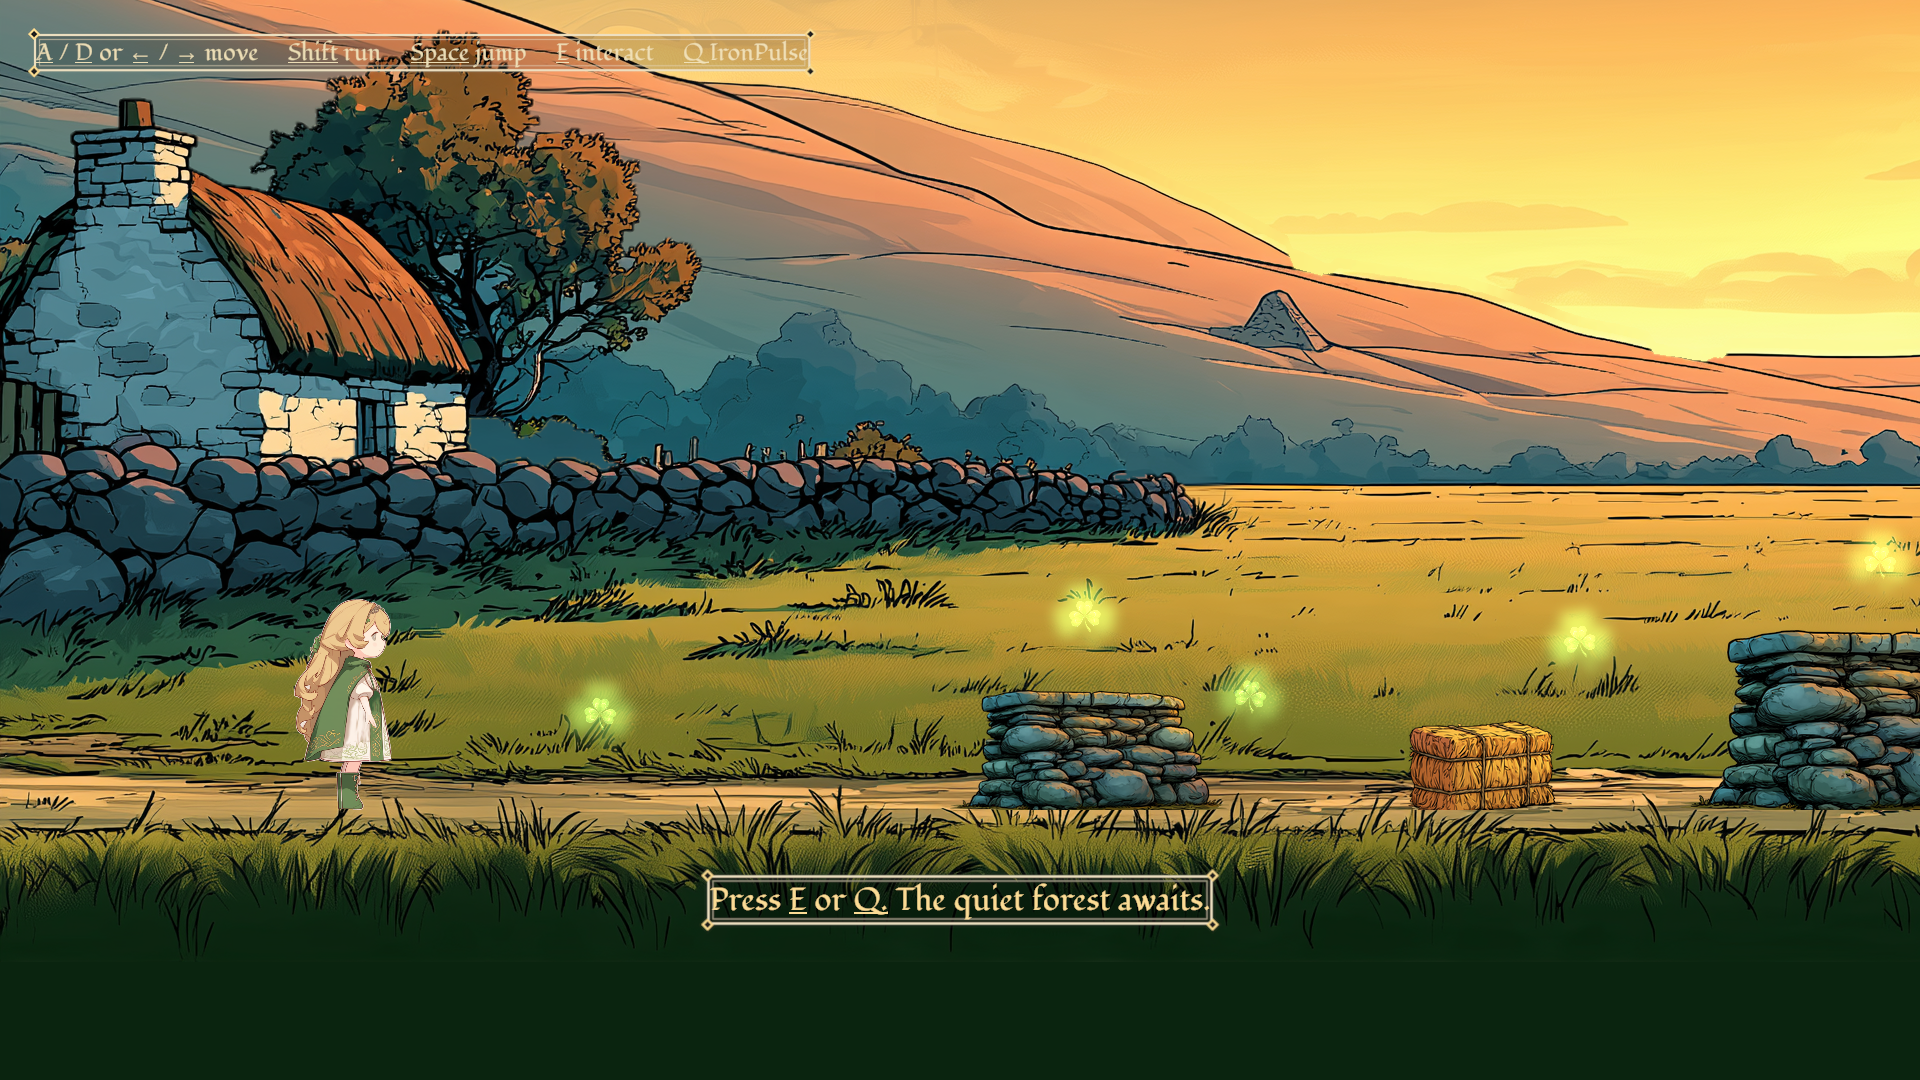 A / D or ← / → move Shift run Space jump E interact Q IronPulse
Press E or Q. The quiet forest awaits.